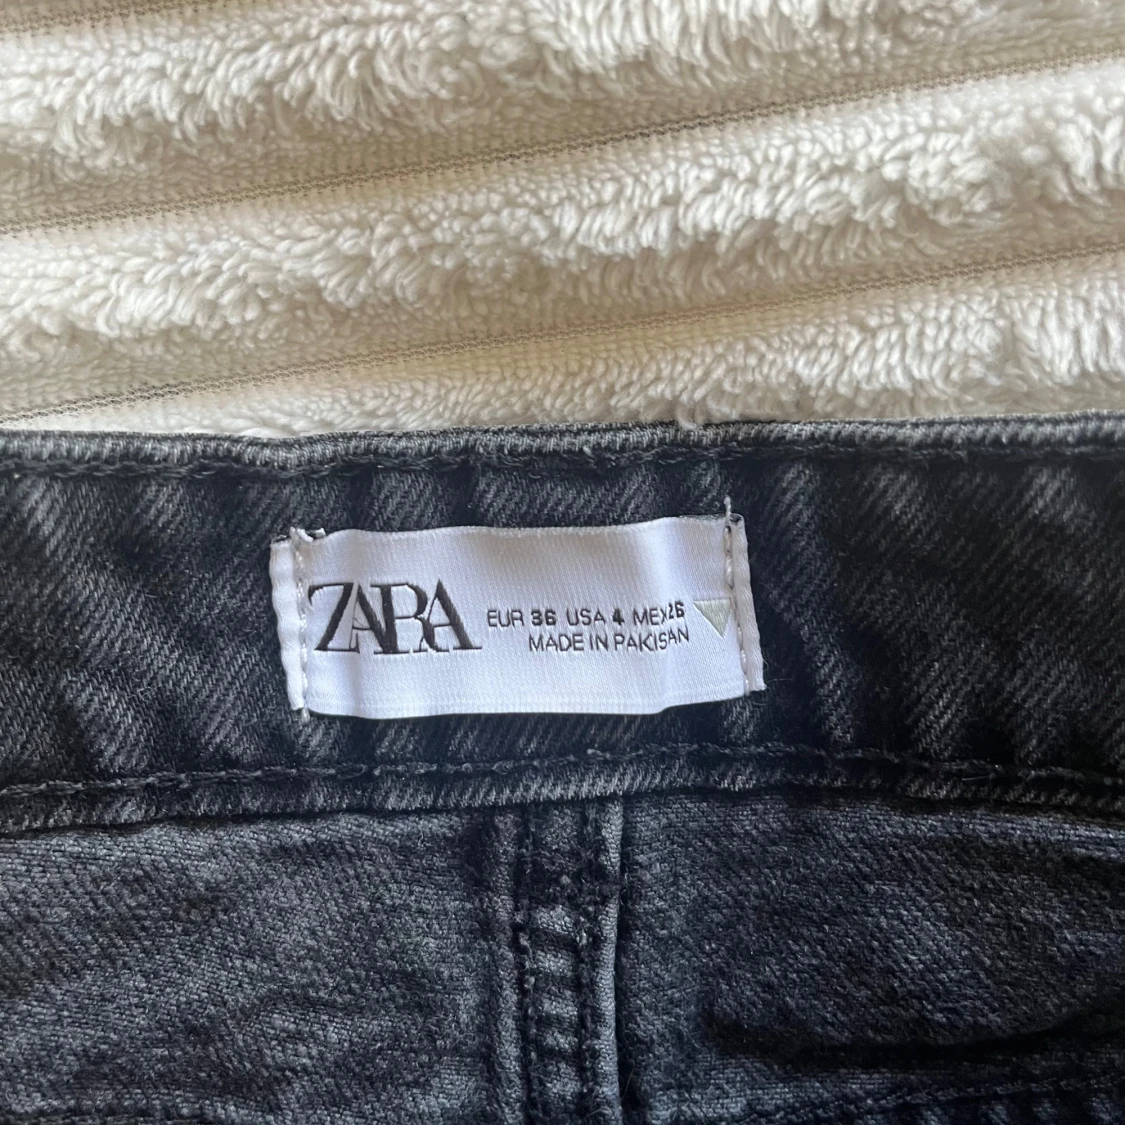 ZARA
EUR 36 USA 4 MEX 26
MADE IN PAKISAN